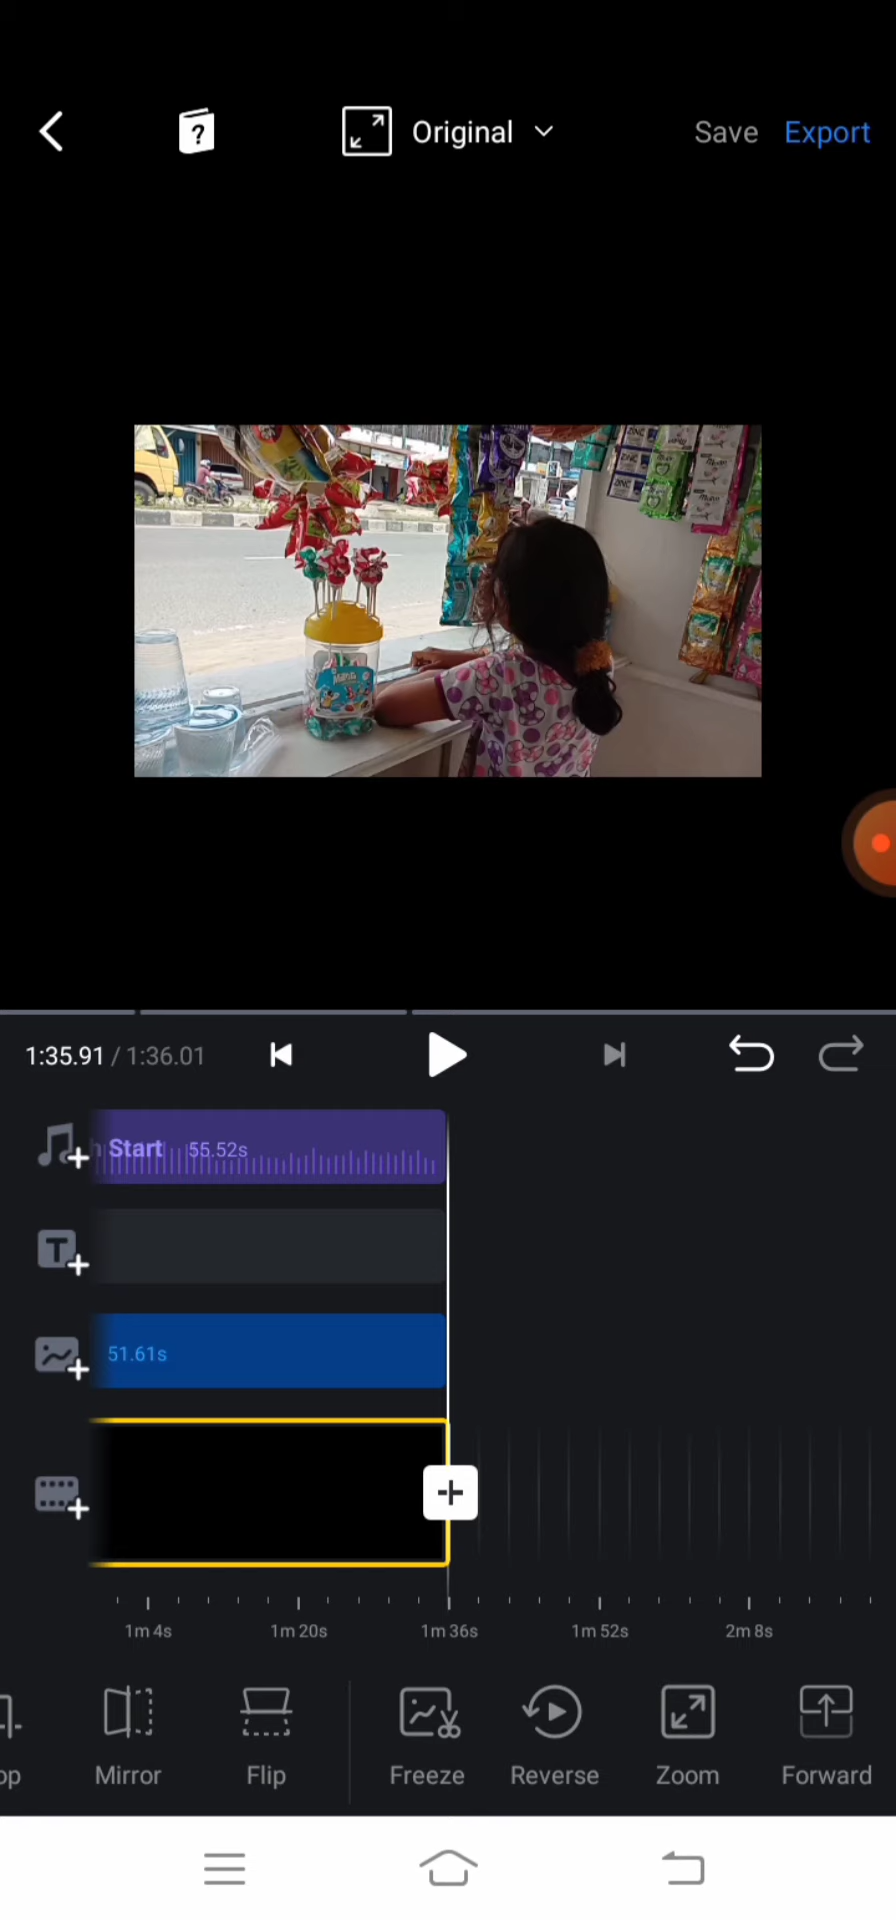 ?
Original
Save
Export
1:35.91 / 1:36.01
Start 55.52s
T
51.61s
1m 4s
1m 20s
1m 36s
1m 52s
2m 8s
Mirror
Flip
Freeze
Reverse
Zoom
Forward
ZINC